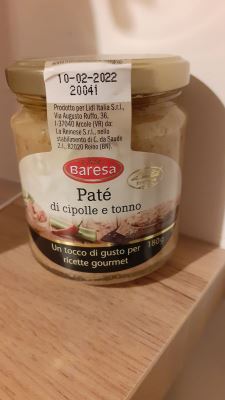 10-02-2022
20041
Prodotto per Lidl Italia S.r.l.,
Via Augusto Ruffo, 36,
I-37040 Arcole (VR) da:
La Reinese S.r.l., nello
stabilimento di C. da Saude
Z.I., 82020 Reino (BN).
Baresa
Paté
di cipolle e tonno
Un tocco di gusto per
ricette gourmet
180g